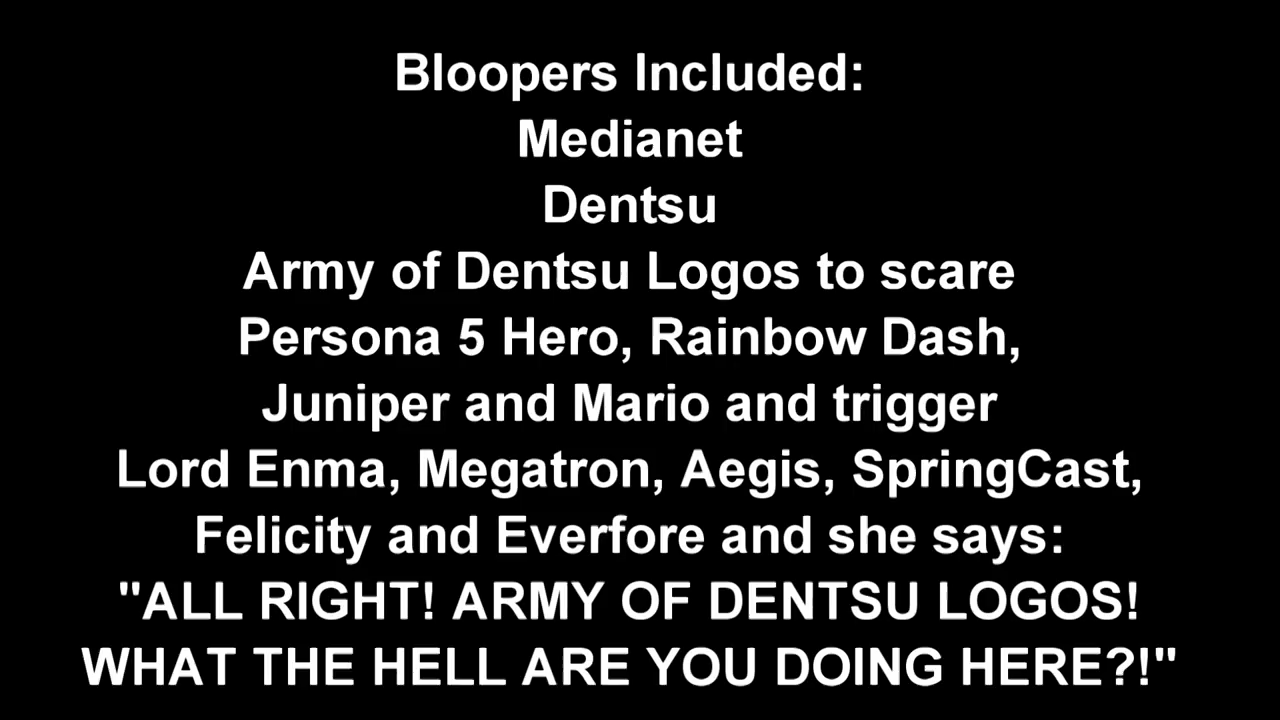 Bloopers Included:
Medianet
Dentsu
Army of Dentsu Logos to scare
Persona 5 Hero, Rainbow Dash,
Juniper and Mario and trigger
Lord Enma, Megatron, Aegis, SpringCast,
Felicity and Everfore and she says:
"ALL RIGHT! ARMY OF DENTSU LOGOS!
WHAT THE HELL ARE YOU DOING HERE?!"